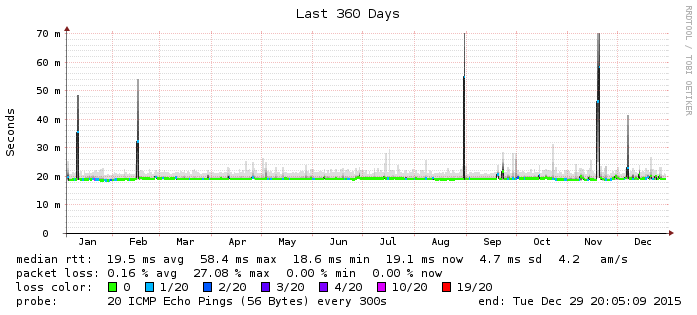 Last 360 Days
RRDTOOL / TOBI OETIKER
Seconds
70 m
60 m
50 m
40 m
30 m
20 m
10 m
0
Jan Feb Mar Apr May Jun Jul Aug Sep Oct Nov Dec
median rtt: 19.5 ms avg 58.4 ms max 18.6 ms min 19.1 ms now 4.7 ms sd 4.2 am/s
packet loss: 0.16 % avg 27.08 % max 0.00 % min 0.00 % now
loss color: 0 1/20 2/20 3/20 4/20 10/20 19/20
probe: 20 ICMP Echo Pings (56 Bytes) every 300s end: Tue Dec 29 20:05:09 2015